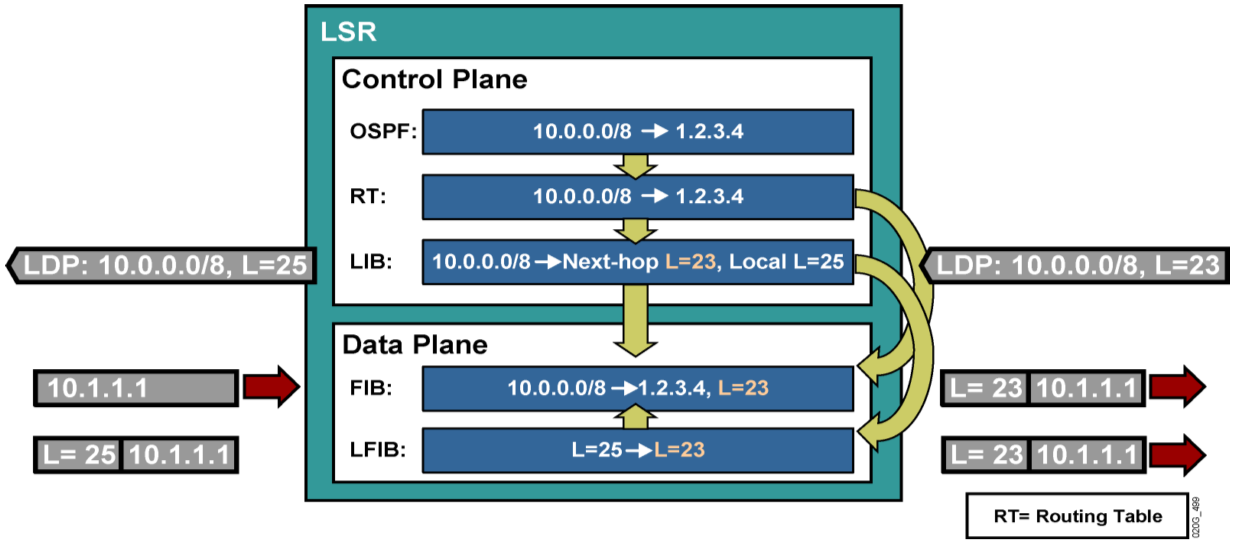 LSR
Control Plane
OSPF: 10.0.0.0/8 → 1.2.3.4
RT: 10.0.0.0/8 → 1.2.3.4
LDP: 10.0.0.0/8, L=25
LIB: 10.0.0.0/8 → Next-hop L=23, Local L=25
LDP: 10.0.0.0/8, L=23
Data Plane
10.1.1.1
FIB: 10.0.0.0/8 → 1.2.3.4, L=23
L= 23 10.1.1.1
L= 25 10.1.1.1
LFIB: L=25 → L=23
L= 23 10.1.1.1
RT= Routing Table
020G_499